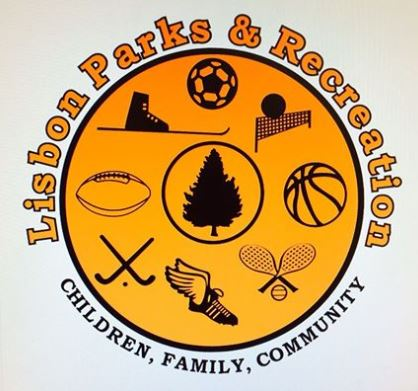 Lisbon Parks & Recreation
CHILDREN, FAMILY, COMMUNITY